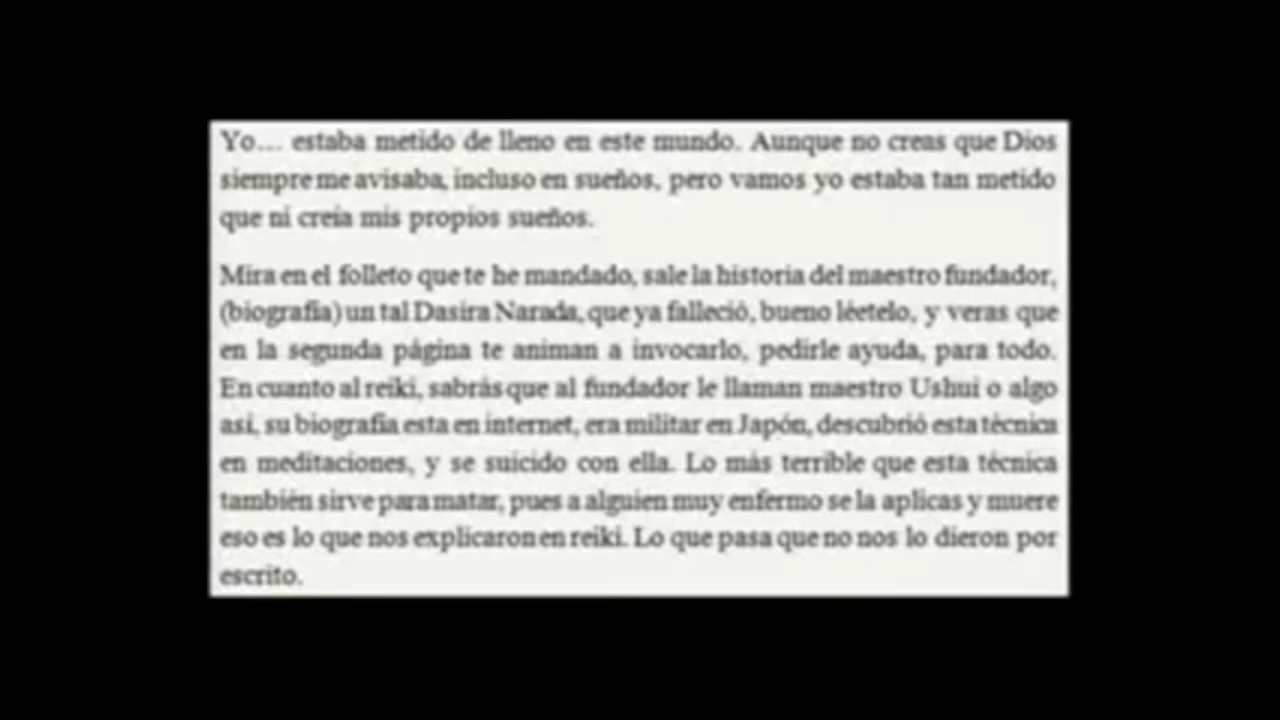 Yo... estaba metido de lleno en este mundo. Aunque no creas que Dios
siempre me avisaba, incluso en sueños, pero vamos yo estaba tan metido
que ni creía mis propios sueños.
Mira en el folleto que te he mandado, sale la historia del maestro fundador,
(biografía) un tal Dasira Narada, que ya falleció, bueno léetelo, y veras que
en la segunda página te animan a invocarlo, pedirle ayuda, para todo.
En cuanto al reiki, sabrás que al fundador le llaman maestro Ushui o algo
así, su biografía esta en internet, era militar en Japón, descubrió esta técnica
en meditaciones, y se suicido con ella. Lo más terrible que esta técnica
también sirve para matar, pues a alguien muy enfermo se la aplicas y muere
eso es lo que nos explicaron en reiki. Lo que pasa que no nos lo dieron por
escrito.